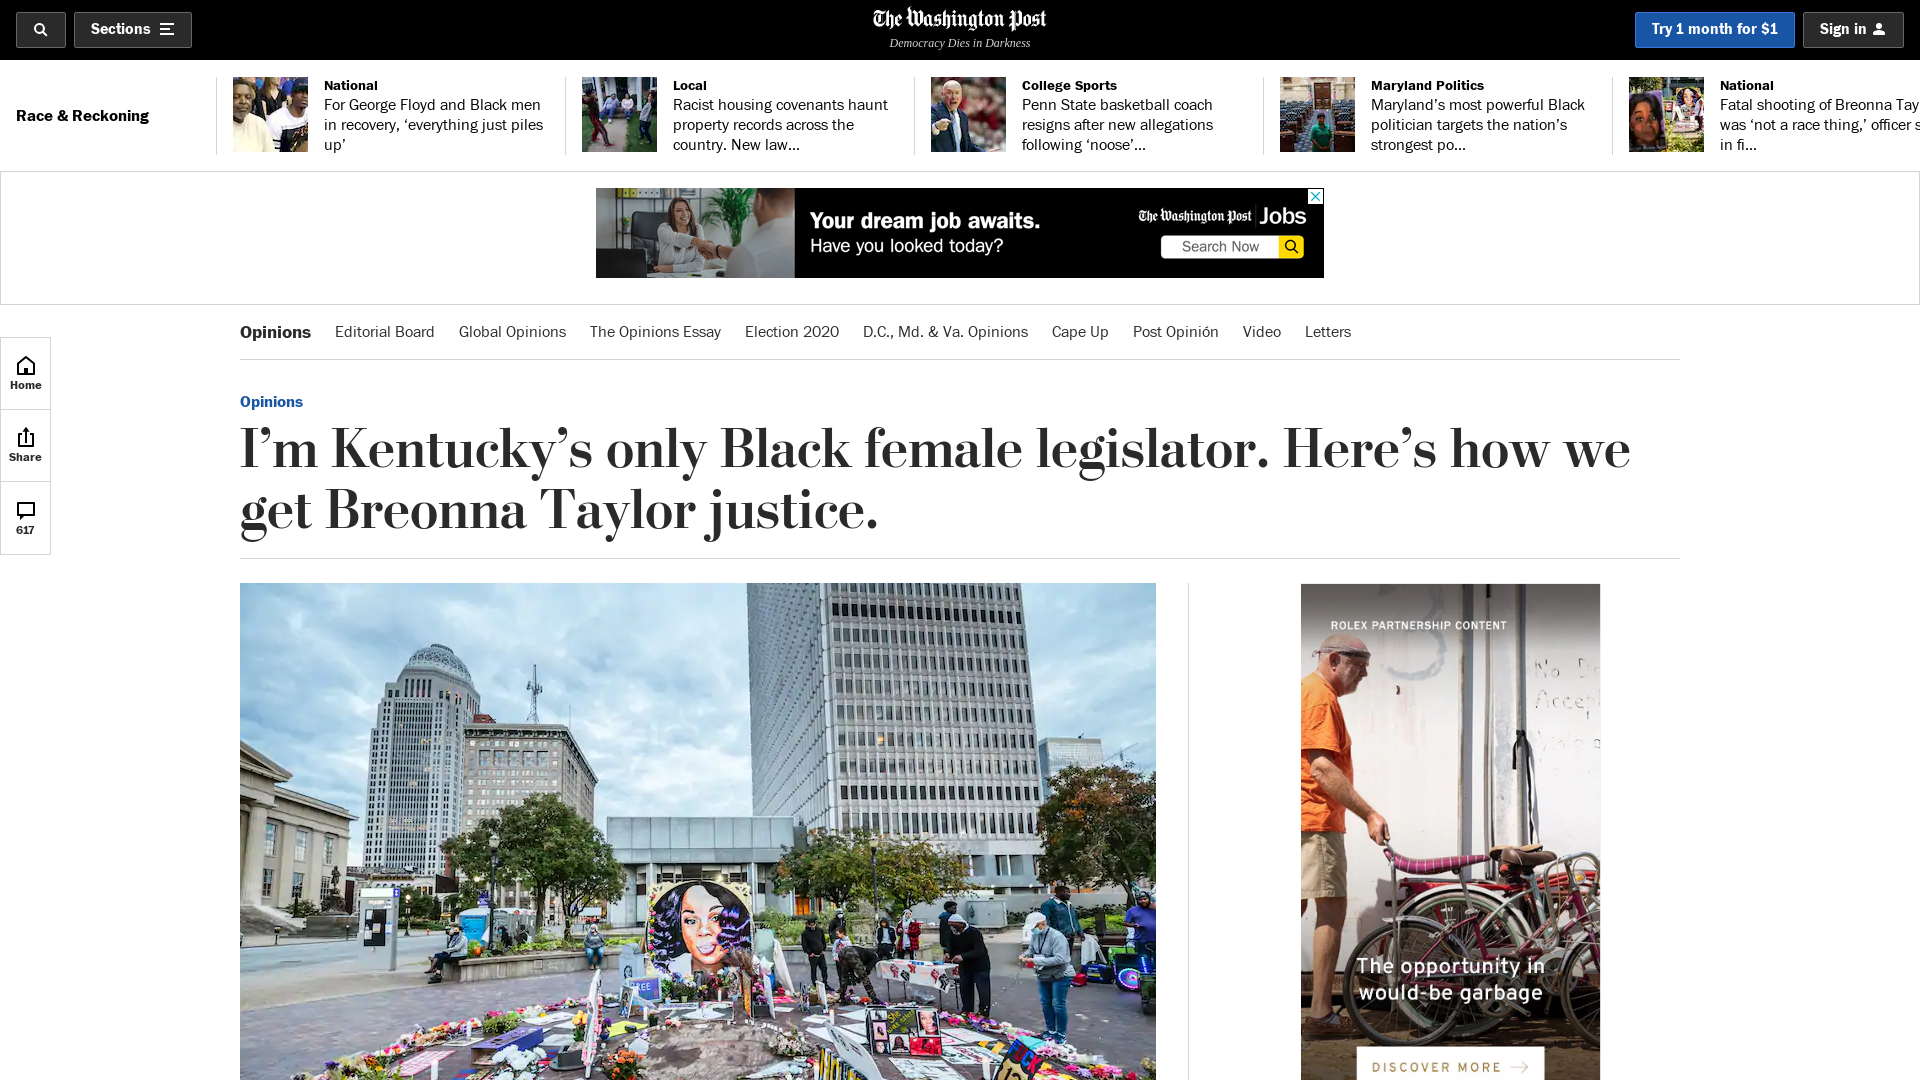 Sections
The Washington Post
Democracy Dies in Darkness
Try 1 month for $1
Sign in
Race & Reckoning
National
For George Floyd and Black men
in recovery, ‘everything just piles
up’
Local
Racist housing covenants haunt
property records across the
country. New law...
College Sports
Penn State basketball coach
resigns after new allegations
following ‘noose’...
Maryland Politics
Maryland’s most powerful Black
politician targets the nation’s
strongest po...
National
Fatal shooting of Breonna Tay
was ‘not a race thing,’ officer s
in fi...
Your dream job awaits.
Have you looked today?
The Washington Post Jobs
Search Now
Opinions Editorial Board Global Opinions The Opinions Essay Election 2020 D.C., Md. & Va. Opinions Cape Up Post Opinión Video Letters
Home
Share
617
Opinions
I’m Kentucky’s only Black female legislator. Here’s how we
get Breonna Taylor justice.
ROLEX PARTNERSHIP CONTENT
No D
Accep
The opportunity in
would-be garbage
DISCOVER MORE